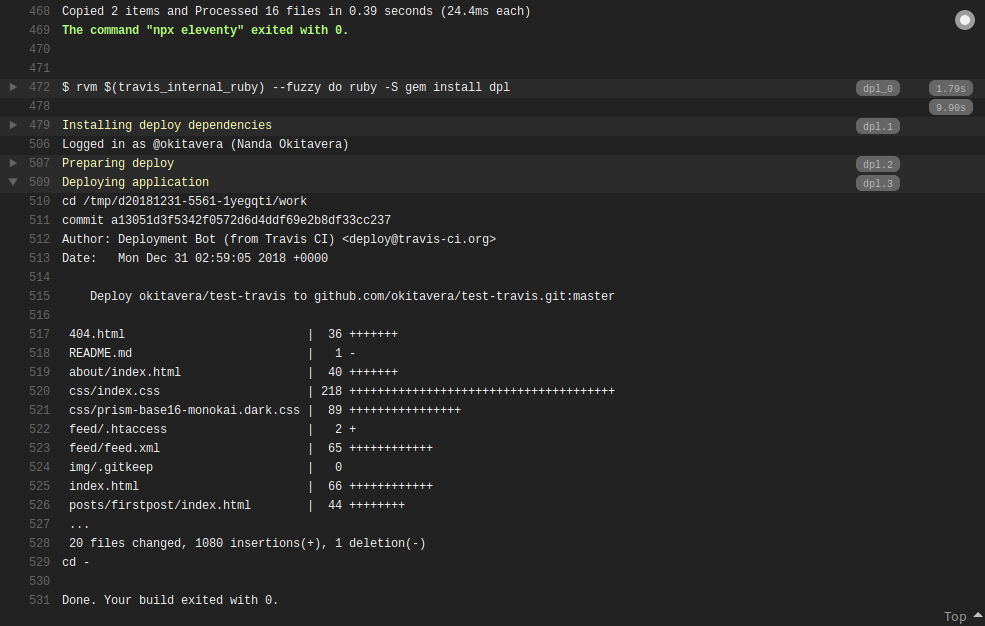 468 Copied 2 items and Processed 16 files in 0.39 seconds (24.4ms each)
469 The command "npx eleventy" exited with 0.
470
471
472 $ rvm $(travis_internal_ruby) --fuzzy do ruby -S gem install dpl dpl_0 1.79s
478 9.90s
479 Installing deploy dependencies dpl.1
506 Logged in as @okitavera (Nanda Okitavera)
507 Preparing deploy dpl.2
509 Deploying application dpl.3
510 cd /tmp/d20181231-5561-1yegqti/work
511 commit a13051d3f5342f0572d6d4ddf69e2b8df33cc237
512 Author: Deployment Bot (from Travis CI) <deploy@travis-ci.org>
513 Date:   Mon Dec 31 02:59:05 2018 +0000
514
515     Deploy okitavera/test-travis to github.com/okitavera/test-travis.git:master
516
517  404.html                          |  36 +++++++
518  README.md                         |   1 -
519  about/index.html                  |  40 +++++++
520  css/index.css                     | 218 ++++++++++++++++++++++++++++++++++++++
521  css/prism-base16-monokai.dark.css |  89 ++++++++++++++++
522  feed/.htaccess                    |   2 +
523  feed/feed.xml                     |  65 ++++++++++++
524  img/.gitkeep                      |   0
525  index.html                        |  66 ++++++++++++
526  posts/firstpost/index.html        |  44 ++++++++
527  ...
528  20 files changed, 1080 insertions(+), 1 deletion(-)
529 cd -
530
531 Done. Your build exited with 0.
Top